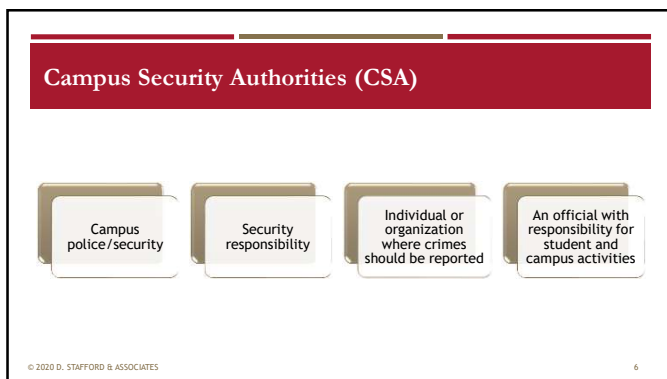 Campus Security Authorities (CSA)
Campus
police/security
Security
responsibility
Individual or
organization
where crimes
should be reported
An official with
responsibility for
student and
campus activities
© 2020 D. STAFFORD & ASSOCIATES
6